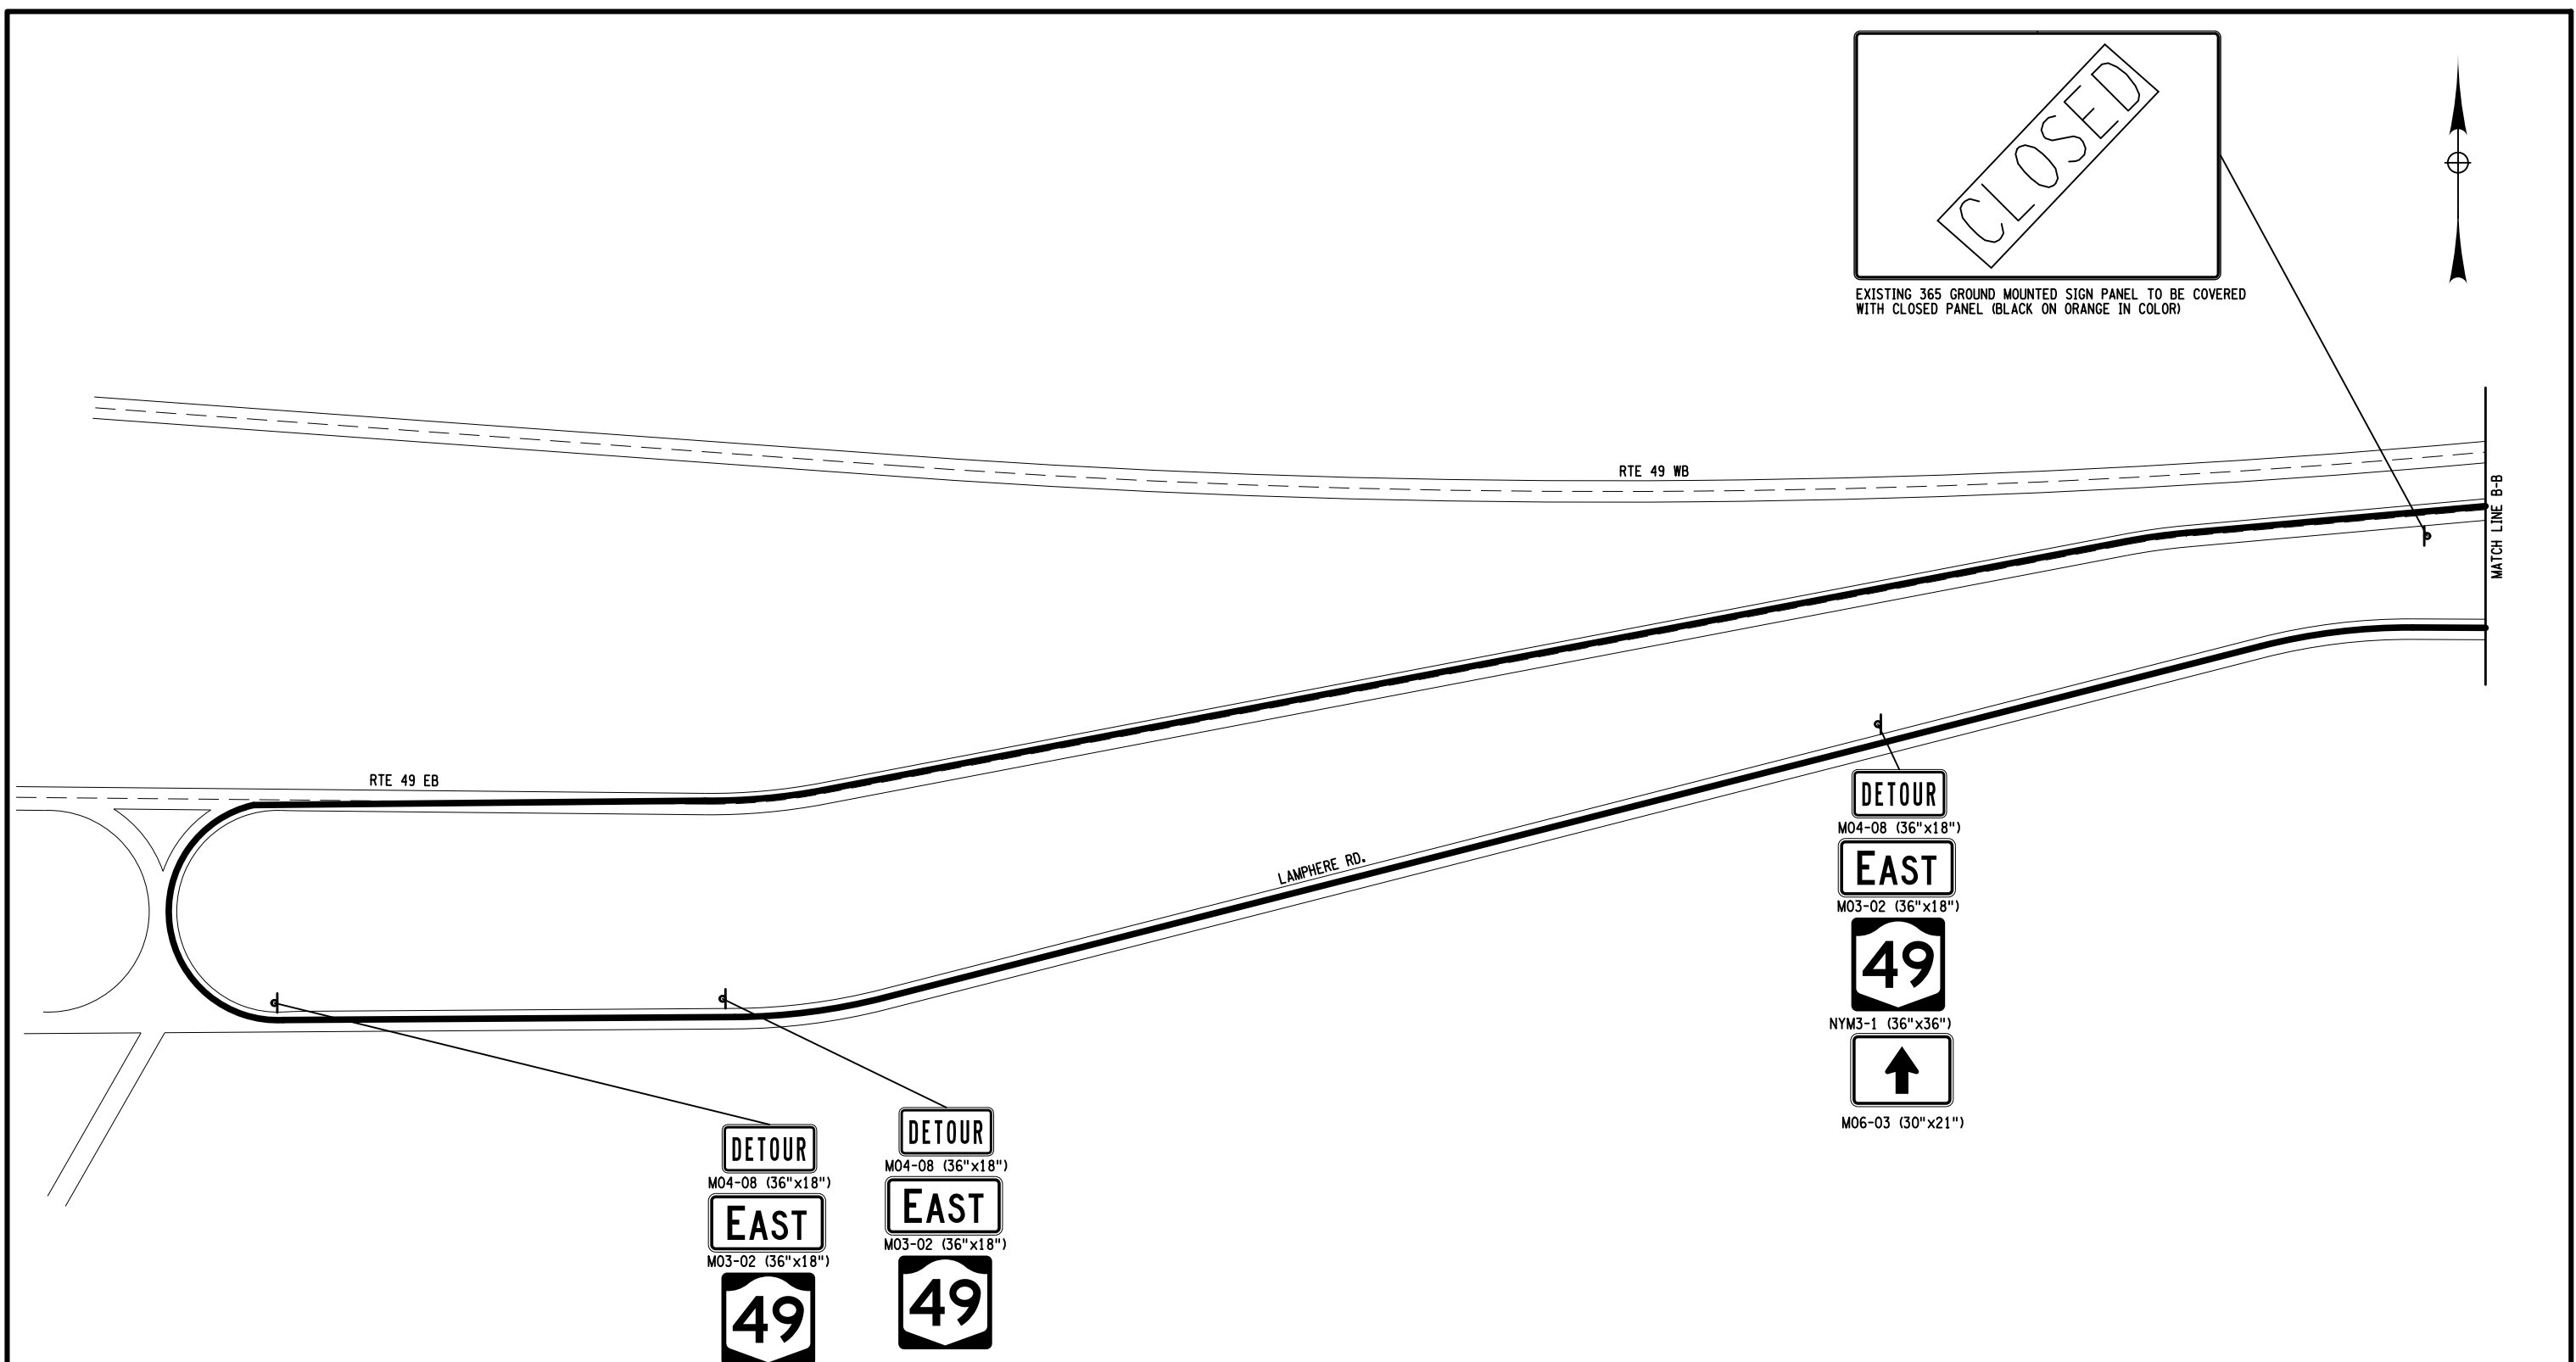 CLOSED
EXISTING 365 GROUND MOUNTED SIGN PANEL TO BE COVERED
WITH CLOSED PANEL (BLACK ON ORANGE IN COLOR)
RTE 49 WB
MATCH LINE B-B
RTE 49 EB
LAMPHERE RD.
DETOUR
M04-08 (36"x18")
EAST
M03-02 (36"x18")
49
NYM3-1 (36"x36")
M06-03 (30"x21")
DETOUR
M04-08 (36"x18")
EAST
M03-02 (36"x18")
49
DETOUR
M04-08 (36"x18")
EAST
M03-02 (36"x18")
49